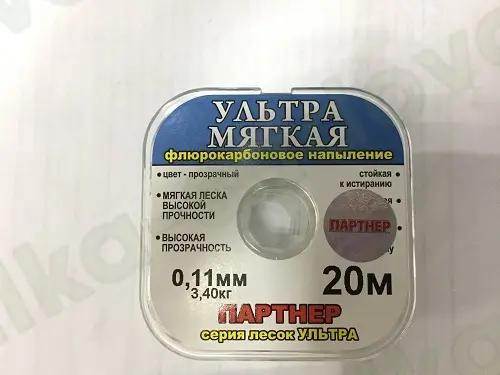 УЛЬТРА
МЯГКАЯ
флюрокарбоновое напыление
• цвет - прозрачный
• МЯГКАЯ ЛЕСКА
ВЫСОКОЙ
ПРОЧНОСТИ
• ВЫСОКАЯ
ПРОЗРАЧНОСТЬ
стойкая
к истиранию
ПАРТНЕР
0,11мм
3,40кг
20м
ПАРТНЕР
серия лесок УЛЬТРА